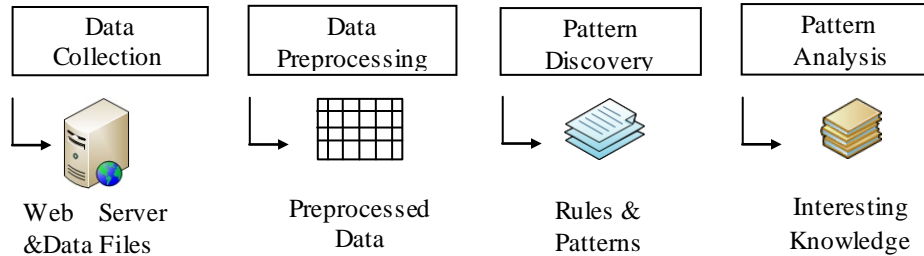 Data
Collection
Data
Preprocessing
Pattern
Discovery
Pattern
Analysis
Web Server
&Data Files
Preprocessed
Data
Rules &
Patterns
Interesting
Knowledge